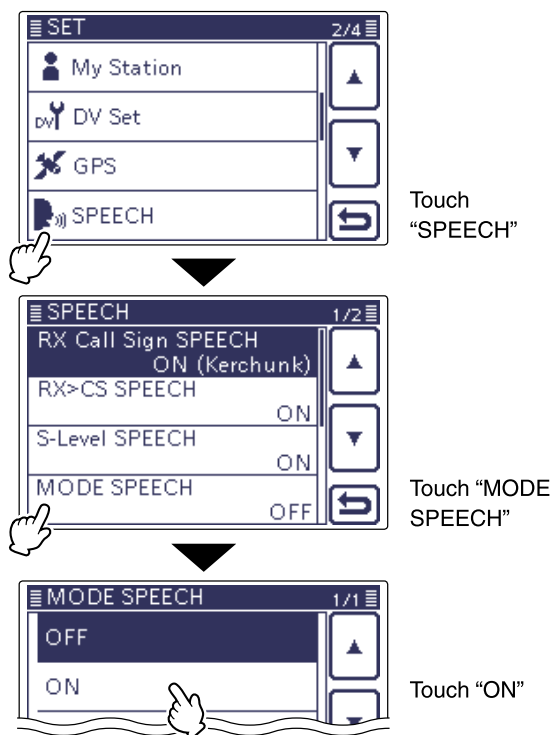 SET 2/4
My Station
DV DV Set
GPS
SPEECH
Touch
“SPEECH”
SPEECH 1/2
RX Call Sign SPEECH
ON (Kerchunk)
RX>CS SPEECH
ON
S-Level SPEECH
ON
MODE SPEECH
OFF
Touch “MODE
SPEECH”
MODE SPEECH 1/1
OFF
ON
Touch “ON”